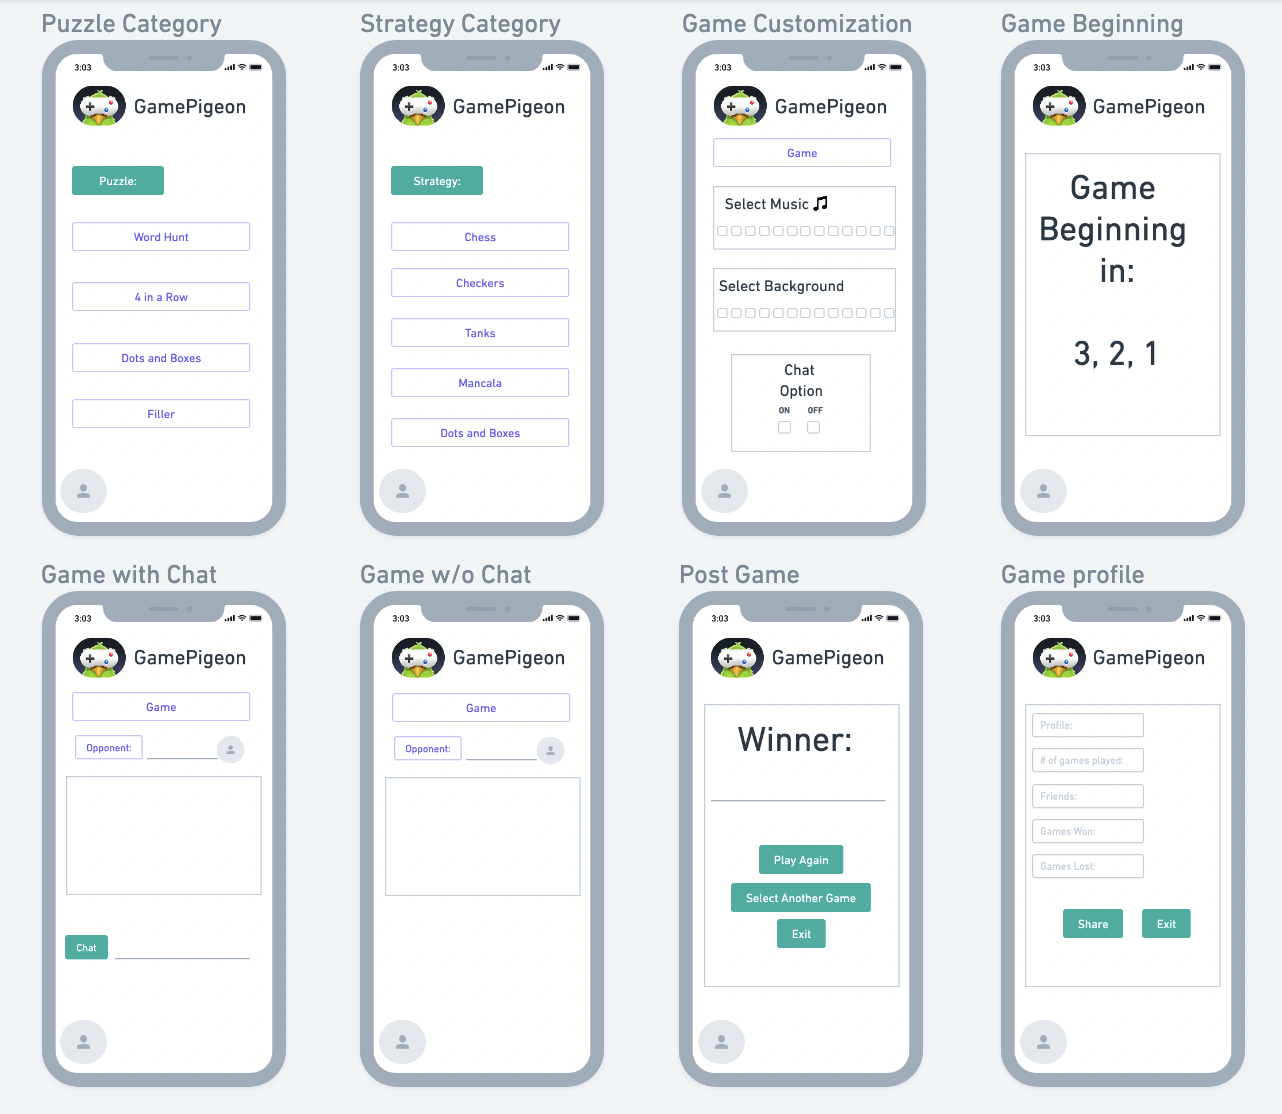 Puzzle Category
3:03
GamePigeon
Puzzle:
Word Hunt
4 in a Row
Dots and Boxes
Filler
Strategy Category
3:03
GamePigeon
Strategy:
Chess
Checkers
Tanks
Mancala
Dots and Boxes
Game Customization
3:03
GamePigeon
Game
Select Music
Select Background
Chat
Option
ON OFF
Game Beginning
3:03
GamePigeon
Game
Beginning
in:
3, 2, 1
Game with Chat
3:03
GamePigeon
Game
Opponent:
Chat
Game w/o Chat
3:03
GamePigeon
Game
Opponent:
Post Game
3:03
GamePigeon
Winner:
Play Again
Select Another Game
Exit
Game profile
3:03
GamePigeon
Profile:
# of games played:
Friends:
Games Won:
Games Lost:
Share Exit